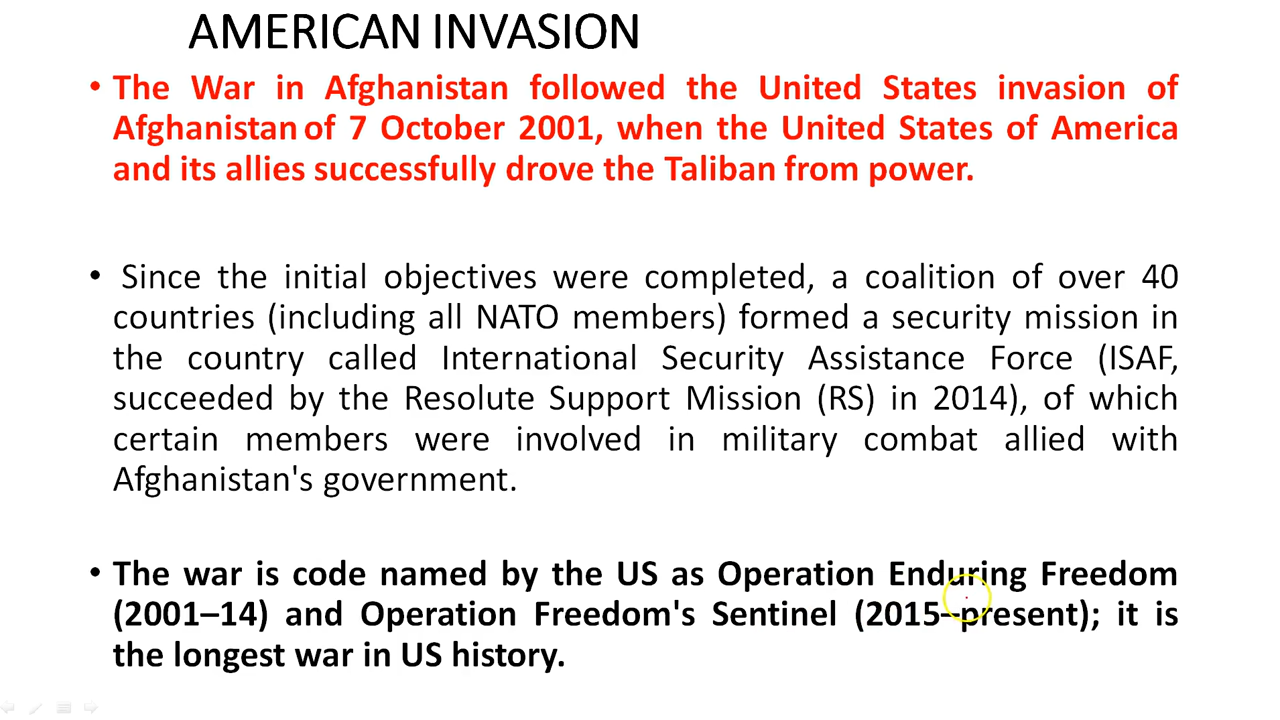 AMERICAN INVASION
• The War in Afghanistan followed the United States invasion of
Afghanistan of 7 October 2001, when the United States of America
and its allies successfully drove the Taliban from power.
• Since the initial objectives were completed, a coalition of over 40
countries (including all NATO members) formed a security mission in
the country called International Security Assistance Force (ISAF,
succeeded by the Resolute Support Mission (RS) in 2014), of which
certain members were involved in military combat allied with
Afghanistan's government.
• The war is code named by the US as Operation Enduring Freedom
(2001–14) and Operation Freedom's Sentinel (2015–present); it is
the longest war in US history.